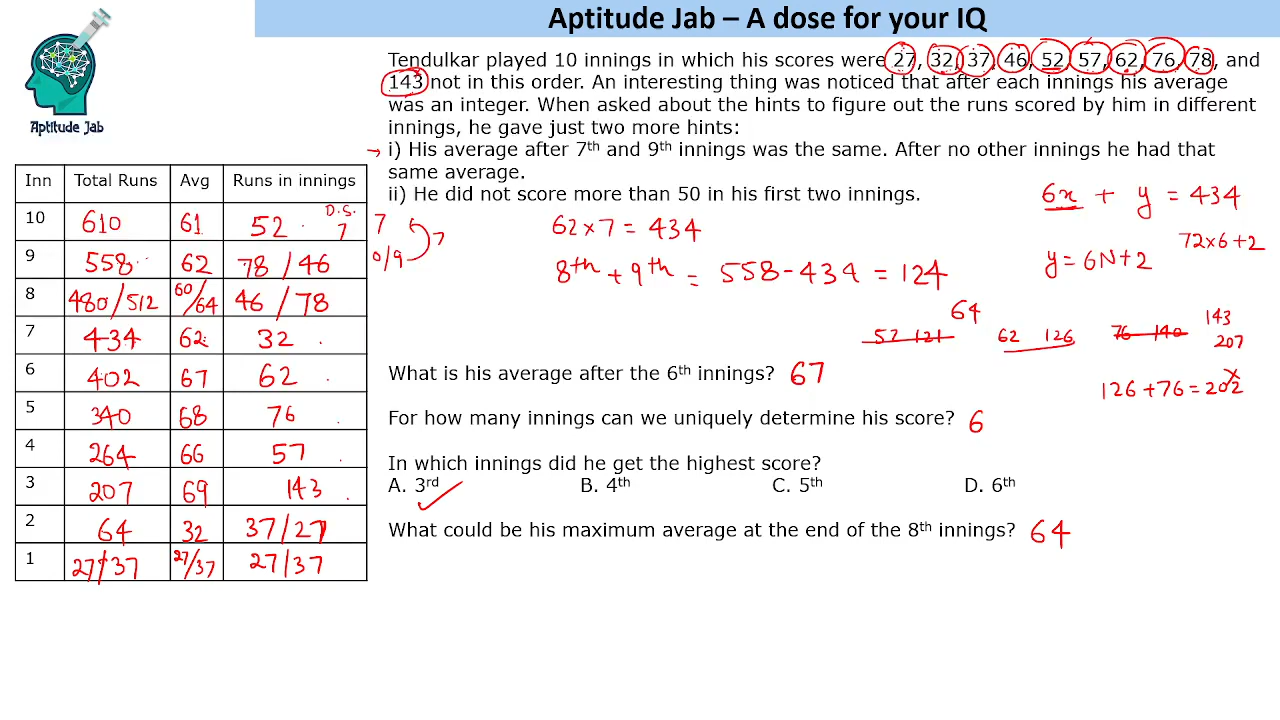 Aptitude Jab – A dose for your IQ
Aptitude Jab
Tendulkar played 10 innings in which his scores were 27, 32, 37, 46, 52, 57, 62, 76, 78, and
143 not in this order. An interesting thing was noticed that after each innings his average
was an integer. When asked about the hints to figure out the runs scored by him in different
innings, he gave just two more hints:
→ i) His average after 7th and 9th innings was the same. After no other innings he had that
same average.
ii) He did not score more than 50 in his first two innings.
Inn Total Runs Avg Runs in innings
10 610 61 52 D.S. 7
9 558 62 78 / 46
8 480/512 60/64 46 / 78
7 434 62 32
6 402 67 62
5 340 68 76
4 264 66 57
3 207 69 143
2 64 32 37/27
1 27/37 27/37 27/37
7
0/9
7
62 x 7 = 434
8th + 9th = 558 - 434 = 124
6x + y = 434
y = 6N + 2
72x6 + 2
64
52 121
62 126
76 140
143
207
126 + 76 = 202 x
What is his average after the 6th innings? 67
For how many innings can we uniquely determine his score? 6
In which innings did he get the highest score?
A. 3rd B. 4th C. 5th D. 6th
What could be his maximum average at the end of the 8th innings? 64